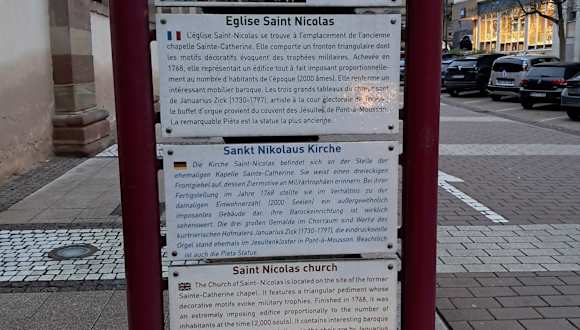 Eglise Saint Nicolas
L'église Saint-Nicolas se trouve à l'emplacement de l'ancienne
chapelle Sainte-Catherine. Elle comporte un fronton triangulaire dont
les motifs décoratifs évoquent des trophées militaires. Achevée en
1768, elle représentait un édifice tout à fait imposant proportionnelle-
ment au nombre d'habitants de l'époque (2000 âmes). Elle renferme un
intéressant mobilier baroque. Les trois grands tableaux du chœur sont
de Januarius Zick (1730-1797), artiste à la cour électorale de
le buffet d'orgue provient du couvent des Jésuites de Pont-à-Mousson.
La remarquable Piéta est la statue la plus ancienne.
Sankt Nikolaus Kirche
Die Kirche Saint-Nicolas befindet sich an der Stelle der
ehemaligen Kapelle Sainte-Catherine. Sie weist einen dreieckigen
Frontgiebel auf, dessen Ziermotive an Militärtrophäen erinnern. Bei ihrer
Fertigstellung im Jahre 1768 stellte sie im Verhältnis zu der
damaligen Einwohnerzahl (2000 Seelen) ein außergewöhnlich
imposantes Gebäude dar. Ihre Barockeinrichtung ist wirklich
sehenswert. Die drei großen Gemälde im Chorraum sind Werke des
kurtrierischen Hofmalers Januarius Zick (1730-1797), die eindrucksvolle
Orgel stand ehemals im Jesuitenkloster in Pont-à-Mousson. Beachtlich
ist auch die Pieta Statue.
Saint Nicolas church
The Church of Saint-Nicolas is located on the site of the former
Sainte-Catherine chapel. It features a triangular pediment whose
decorative motifs evoke military trophies. Finished in 1768, it was
an extremely imposing edifice proportionally to the number of
inhabitants at the time (2,000 souls). It contains interesting baroque